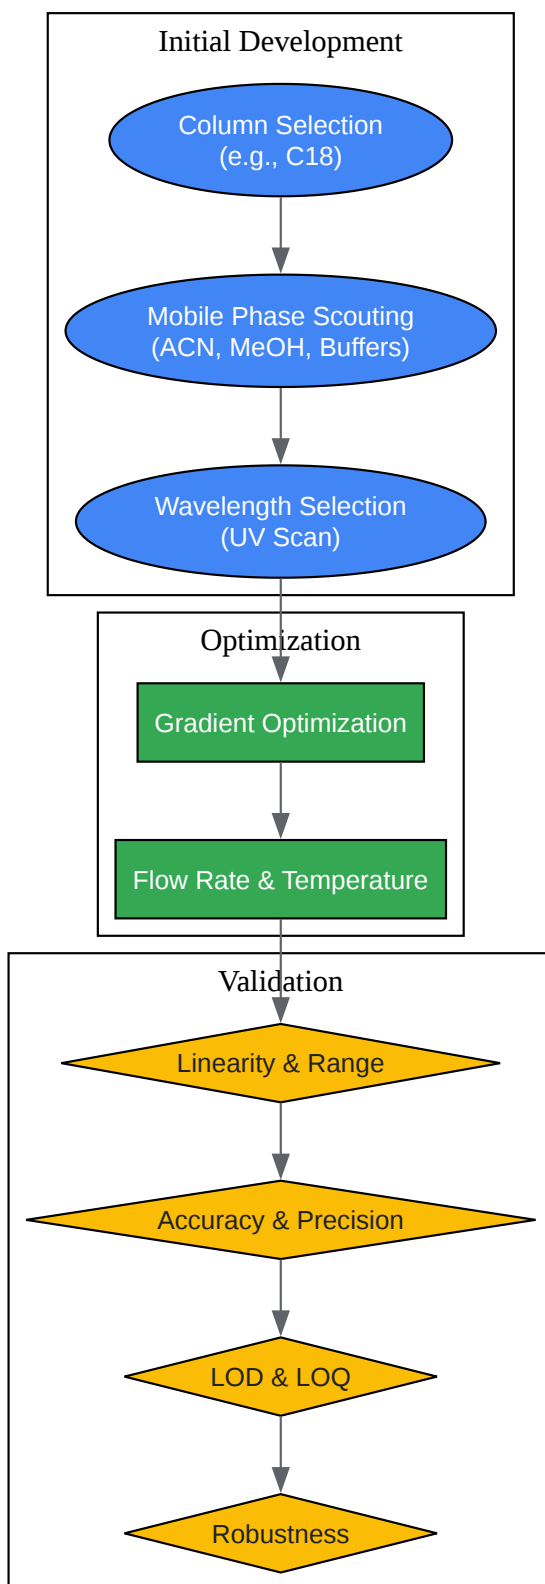 Initial Development
Column Selection
(e.g., C18)
Mobile Phase Scouting
(ACN, MeOH, Buffers)
Wavelength Selection
(UV Scan)
Optimization
Gradient Optimization
Flow Rate & Temperature
Validation
Linearity & Range
Accuracy & Precision
LOD & LOQ
Robustness